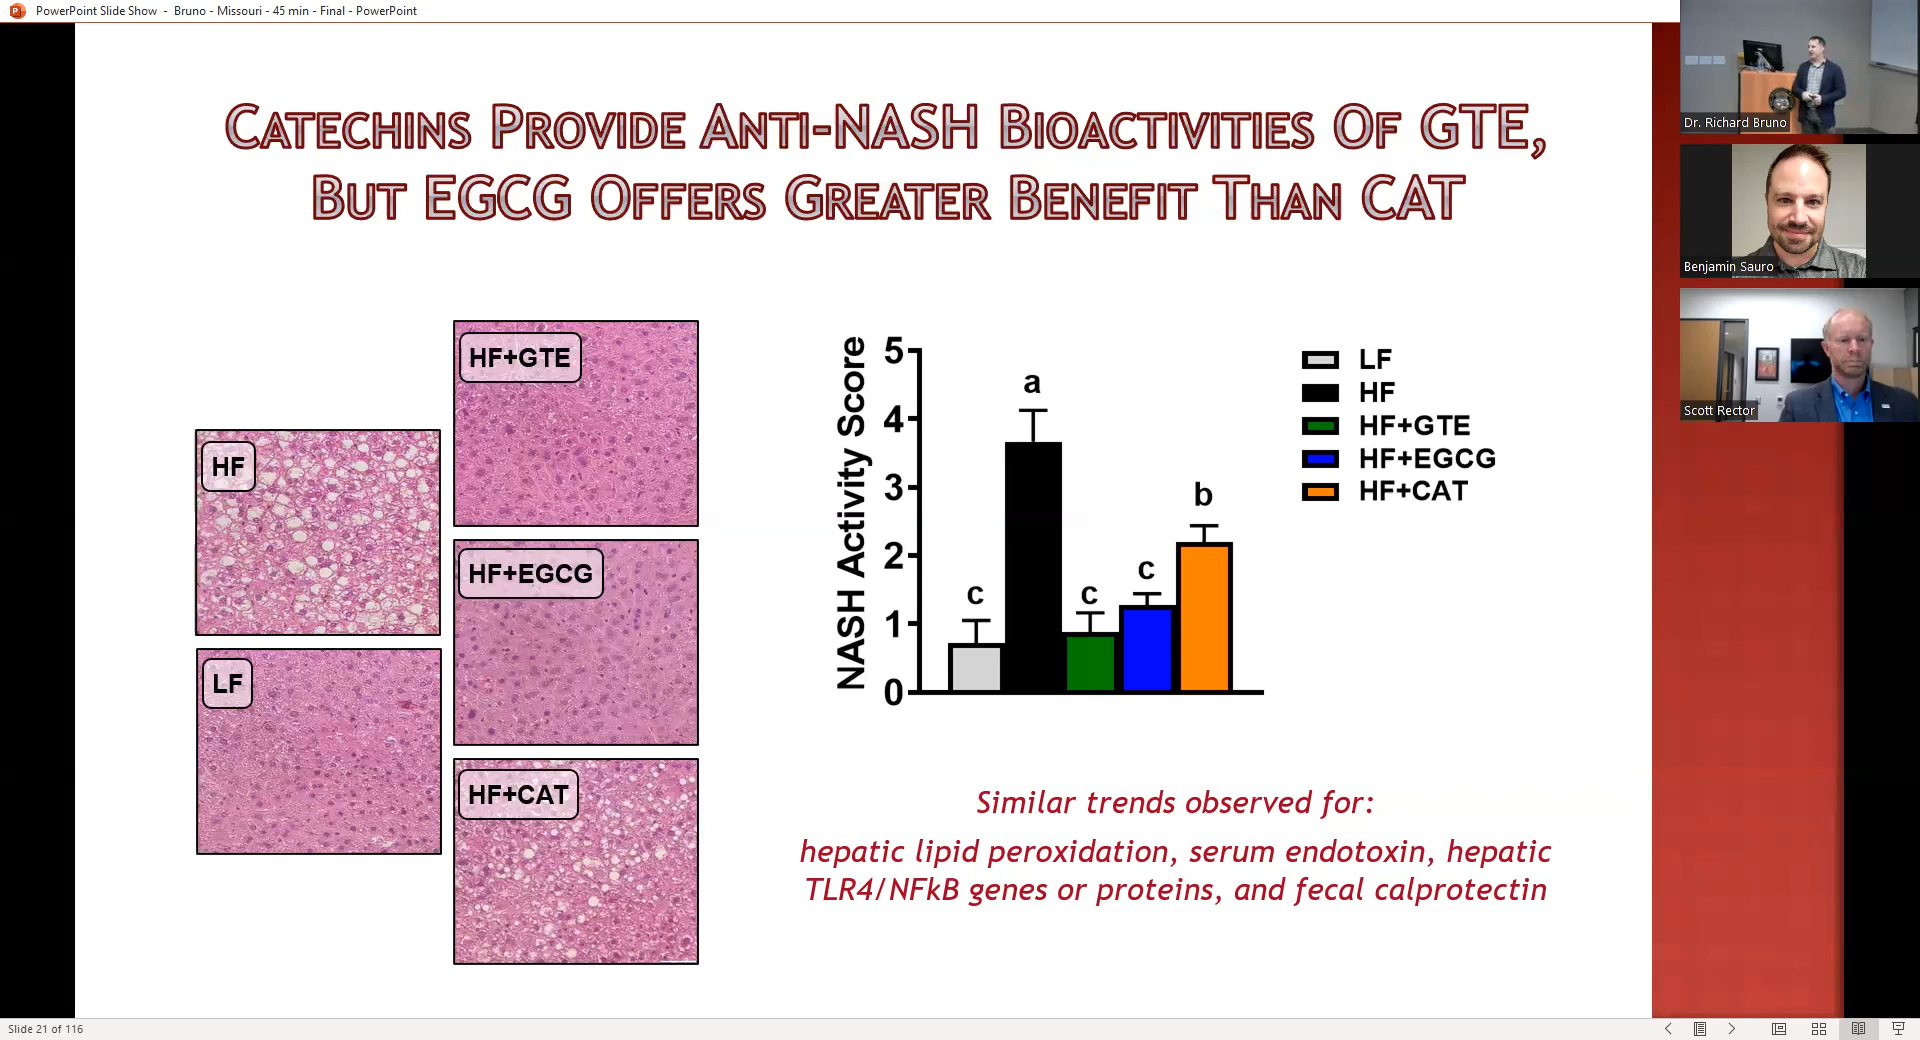 PowerPoint Slide Show - Bruno - Missouri - 45 min - Final - PowerPoint
CATECHINS PROVIDE ANTI-NASH BIOACTIVITIES OF GTE,
BUT EGCG OFFERS GREATER BENEFIT THAN CAT
HF
LF
HF+GTE
HF+EGCG
HF+CAT
NASH Activity Score
5
4
3
2
1
0
c
a
c
c
b
LF
HF
HF+GTE
HF+EGCG
HF+CAT
Similar trends observed for:
hepatic lipid peroxidation, serum endotoxin, hepatic
TLR4/NFkB genes or proteins, and fecal calprotectin
Dr. Richard Bruno
Benjamin Sauro
Scott Rector
Slide 21 of 116